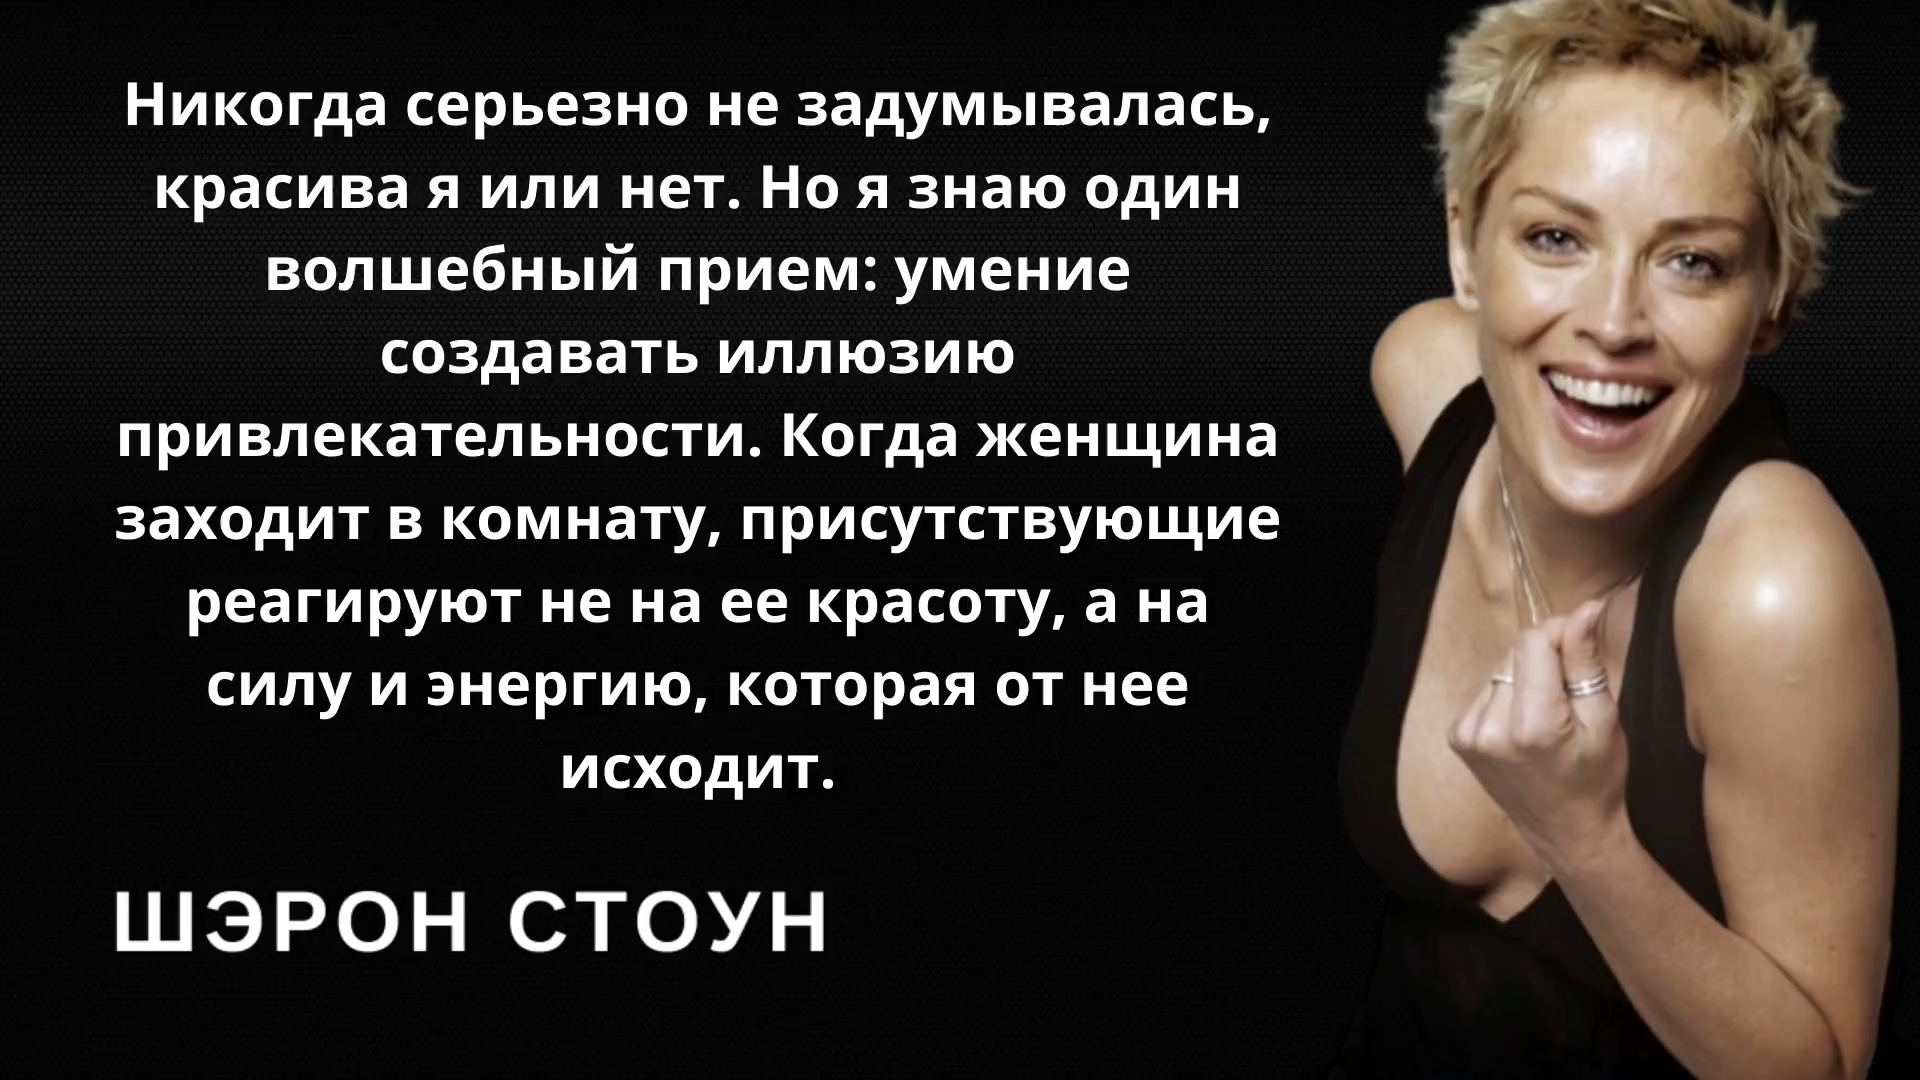 Никогда серьезно не задумывалась,
красива я или нет. Но я знаю один
волшебный прием: умение
создавать иллюзию
привлекательности. Когда женщина
заходит в комнату, присутствующие
реагируют не на ее красоту, а на
силу и энергию, которая от нее
исходит.
ШЭРОН СТОУН